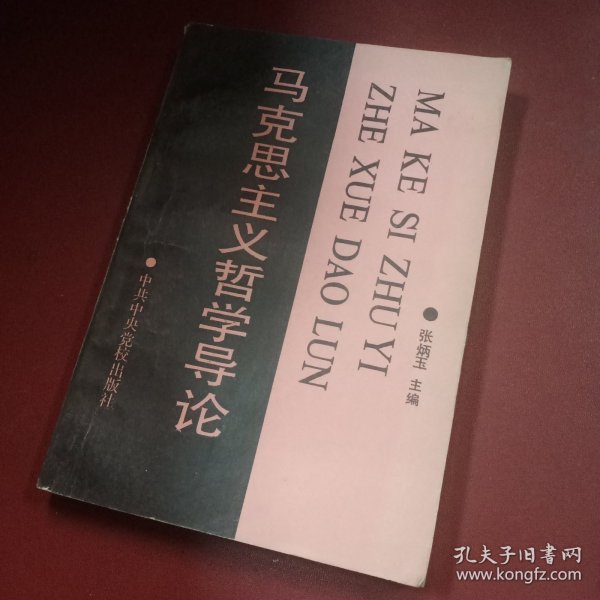 马克思主义哲学导论
MA KE SI ZHU YI
ZHE XUE DAO LUN
张炳玉 主编
中共中央党校出版社
孔夫子旧书网
www.kongfz.com